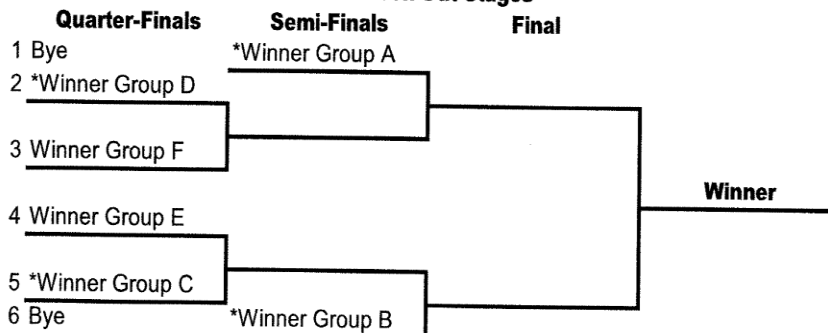 Quarter-Finals Semi-Finals Final
1 Bye *Winner Group A
2 *Winner Group D
3 Winner Group F
Winner
4 Winner Group E
5 *Winner Group C
6 Bye *Winner Group B